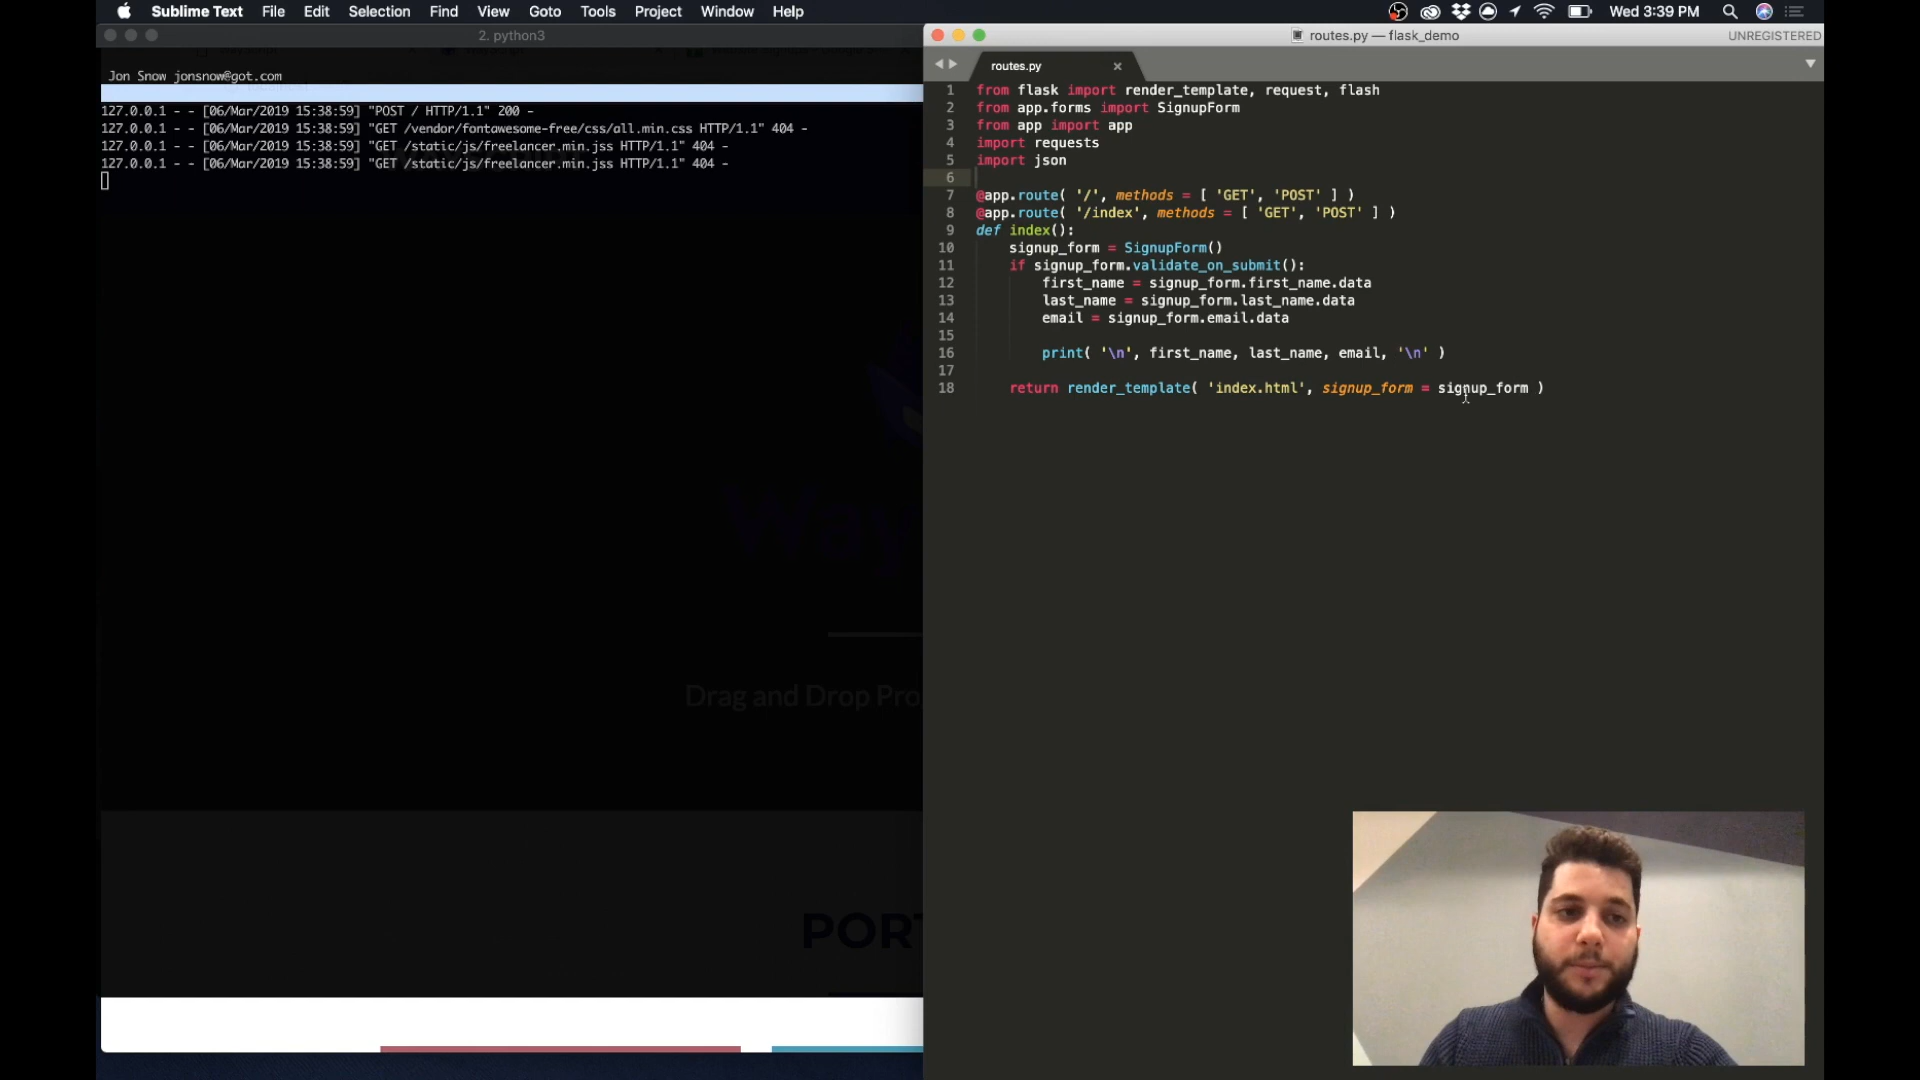 Sublime Text File Edit Selection Find View Goto Tools Project Window Help Wed 3:39 PM
2. python3
Jon Snow jonsnow@got.com
127.0.0.1 - - [06/Mar/2019 15:38:59] "POST / HTTP/1.1" 200 -
127.0.0.1 - - [06/Mar/2019 15:38:59] "GET /vendor/fontawesome-free/css/all.min.css HTTP/1.1" 404 -
127.0.0.1 - - [06/Mar/2019 15:38:59] "GET /static/js/freelancer.min.jss HTTP/1.1" 404 -
127.0.0.1 - - [06/Mar/2019 15:38:59] "GET /static/js/freelancer.min.jss HTTP/1.1" 404 -
Way
Drag and Drop Pro
PORT
routes.py — flask_demo UNREGISTERED
routes.py
1 from flask import render_template, request, flash
2 from app.forms import SignupForm
3 from app import app
4 import requests
5 import json
6
7 @app.route( '/', methods = [ 'GET', 'POST' ] )
8 @app.route( '/index', methods = [ 'GET', 'POST' ] )
9 def index():
10 signup_form = SignupForm()
11 if signup_form.validate_on_submit():
12 first_name = signup_form.first_name.data
13 last_name = signup_form.last_name.data
14 email = signup_form.email.data
15
16 print( '\n', first_name, last_name, email, '\n' )
17
18 return render_template( 'index.html', signup_form = signup_form )